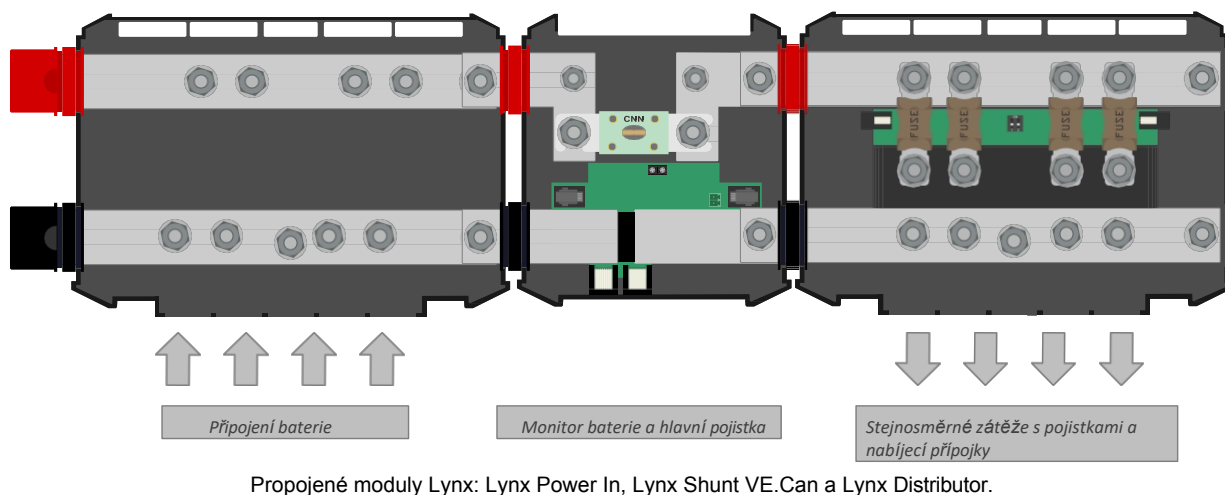 CNN
FUSE FUSE FUSE FUSE
Připojení baterie
Monitor baterie a hlavní pojistka
Stejnosměrné zátěže s pojistkami a
nabíjecí přípojky
Propojené moduly Lynx: Lynx Power In, Lynx Shunt VE.Can a Lynx Distributor.